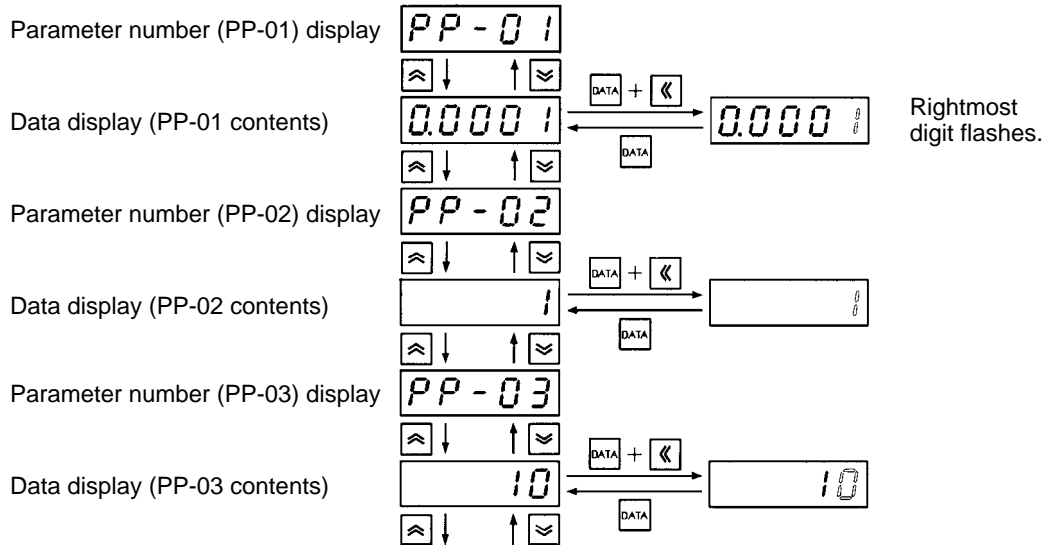 Parameter number (PP-01) display PP-01
DATA +
Data display (PP-01 contents) 0.0001 0.0001 Rightmost
digit flashes.
DATA
Parameter number (PP-02) display PP-02
DATA +
Data display (PP-02 contents) 1 1
DATA
Parameter number (PP-03) display PP-03
DATA +
Data display (PP-03 contents) 10 10
DATA